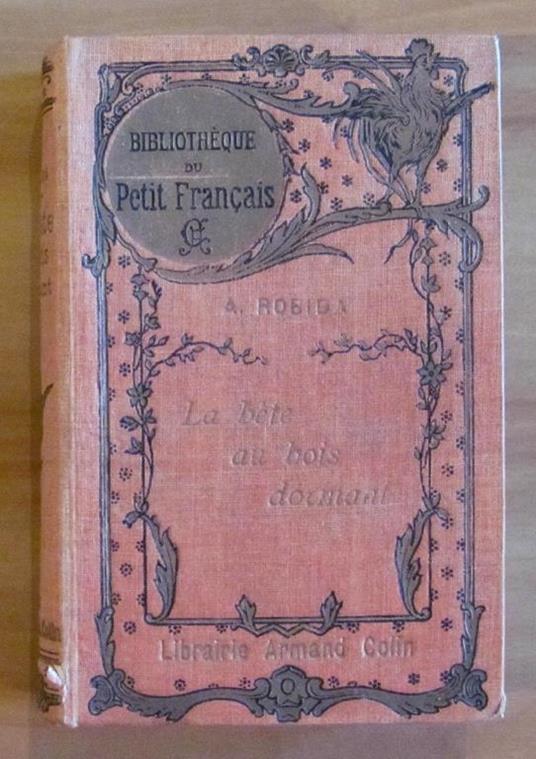 BIBLIOTHÈQUE
DU
Petit Français
A. ROBIDA
La bête
au bois
dormant
Librairie Armand Colin